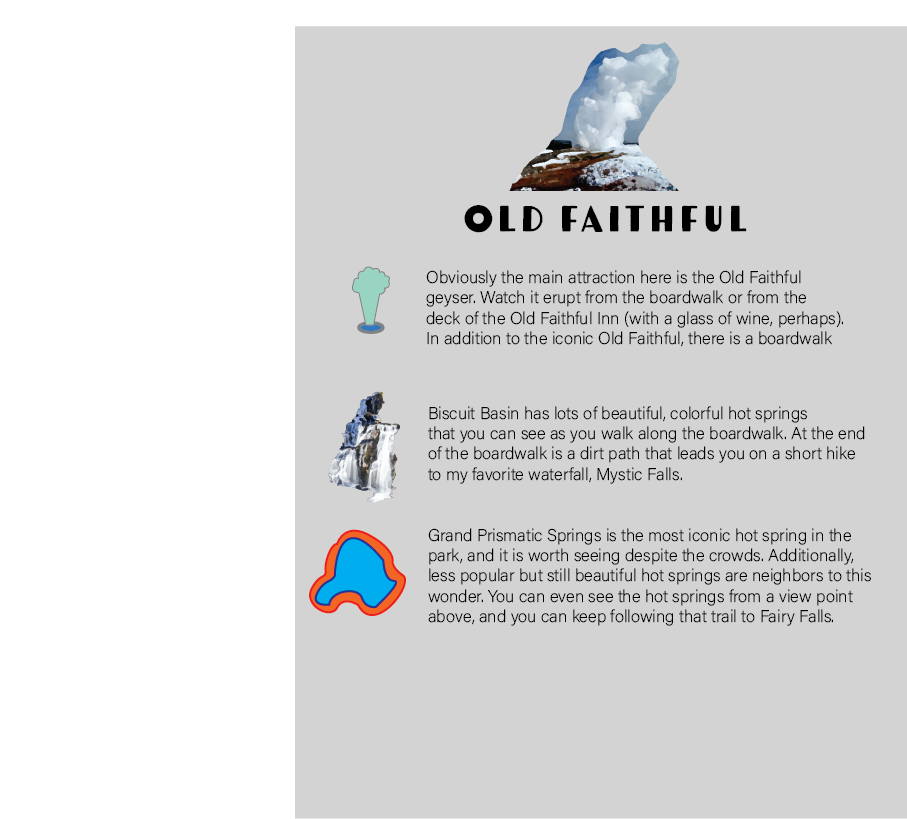 OLD FAITHFUL
Obviously the main attraction here is the Old Faithful
geyser. Watch it erupt from the boardwalk or from the
deck of the Old Faithful Inn (with a glass of wine, perhaps).
In addition to the iconic Old Faithful, there is a boardwalk
Biscuit Basin has lots of beautiful, colorful hot springs
that you can see as you walk along the boardwalk. At the end
of the boardwalk is a dirt path that leads you on a short hike
to my favorite waterfall, Mystic Falls.
Grand Prismatic Springs is the most iconic hot spring in the
park, and it is worth seeing despite the crowds. Additionally,
less popular but still beautiful hot springs are neighbors to this
wonder. You can even see the hot springs from a view point
above, and you can keep following that trail to Fairy Falls.